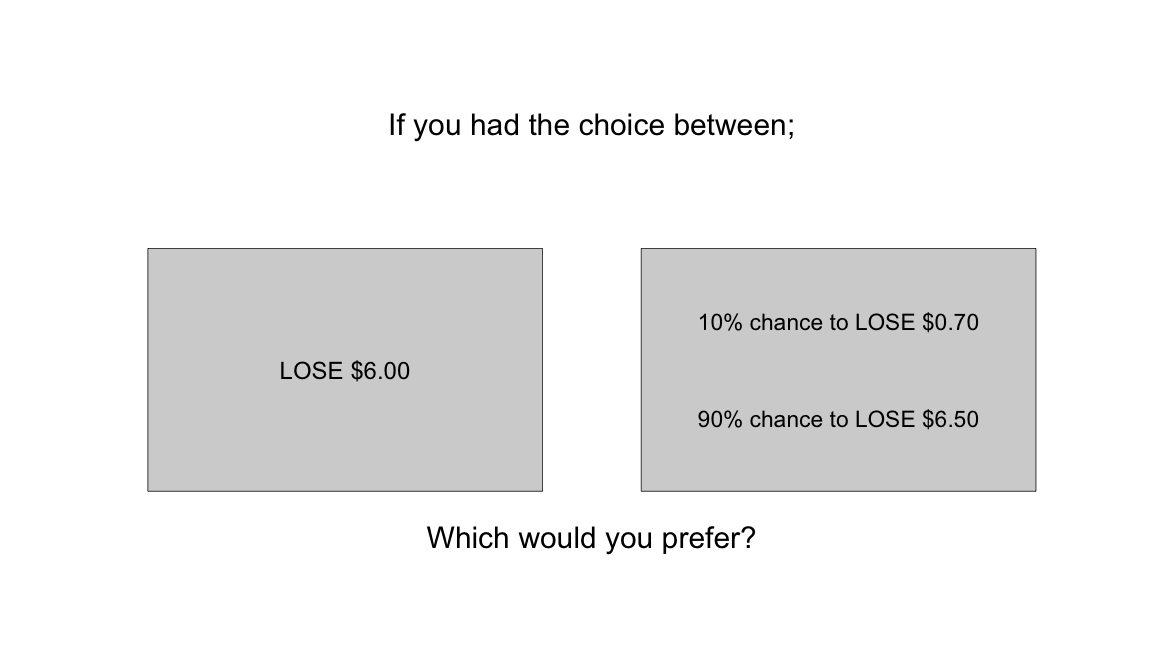 If you had the choice between;
LOSE $6.00
10% chance to LOSE $0.70
90% chance to LOSE $6.50
Which would you prefer?